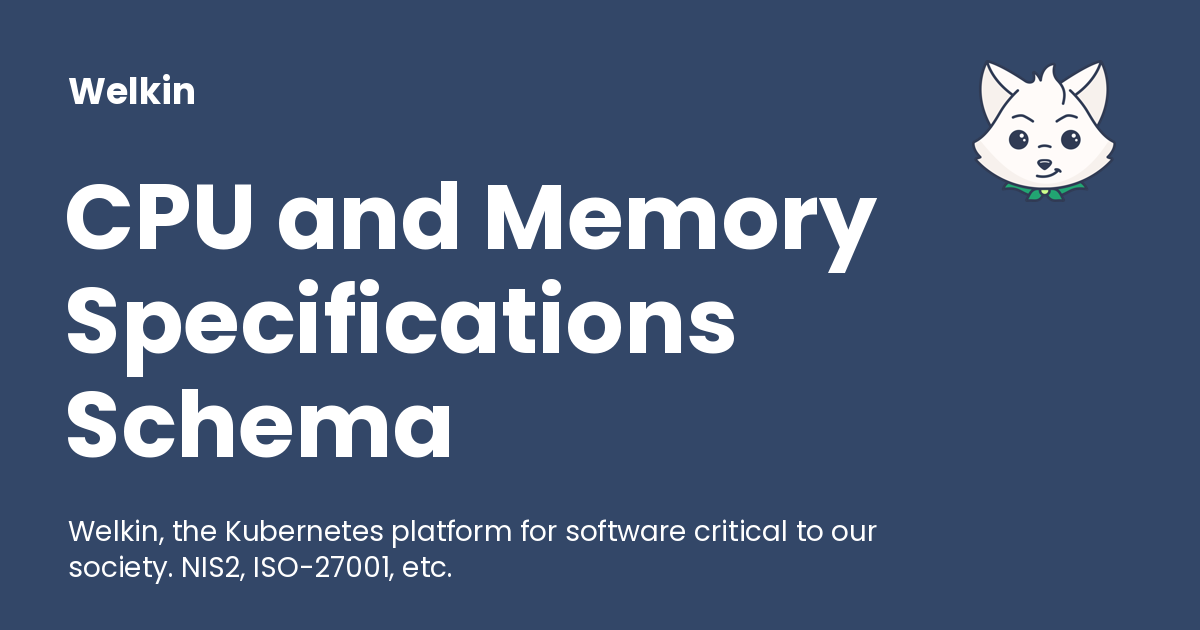 Welkin
CPU and Memory
Specifications
Schema
Welkin, the Kubernetes platform for software critical to our
society. NIS2, ISO-27001, etc.